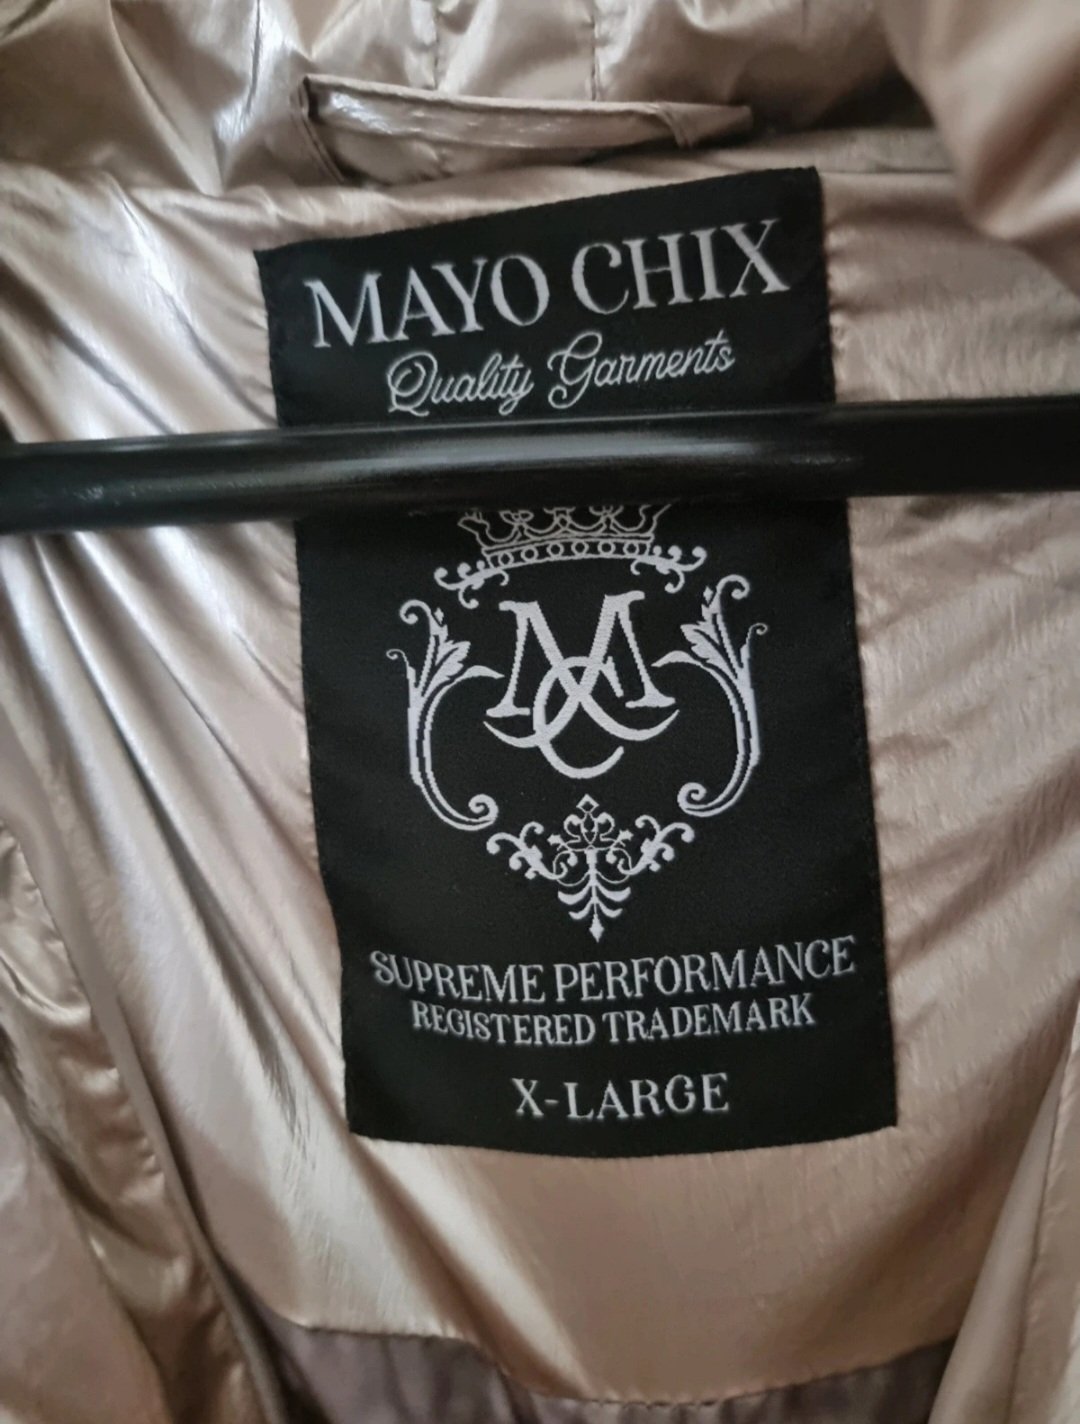 MAYO CHIX
Quality Garments
MC
SUPREME PERFORMANCE
REGISTERED TRADEMARK
X-LARGE